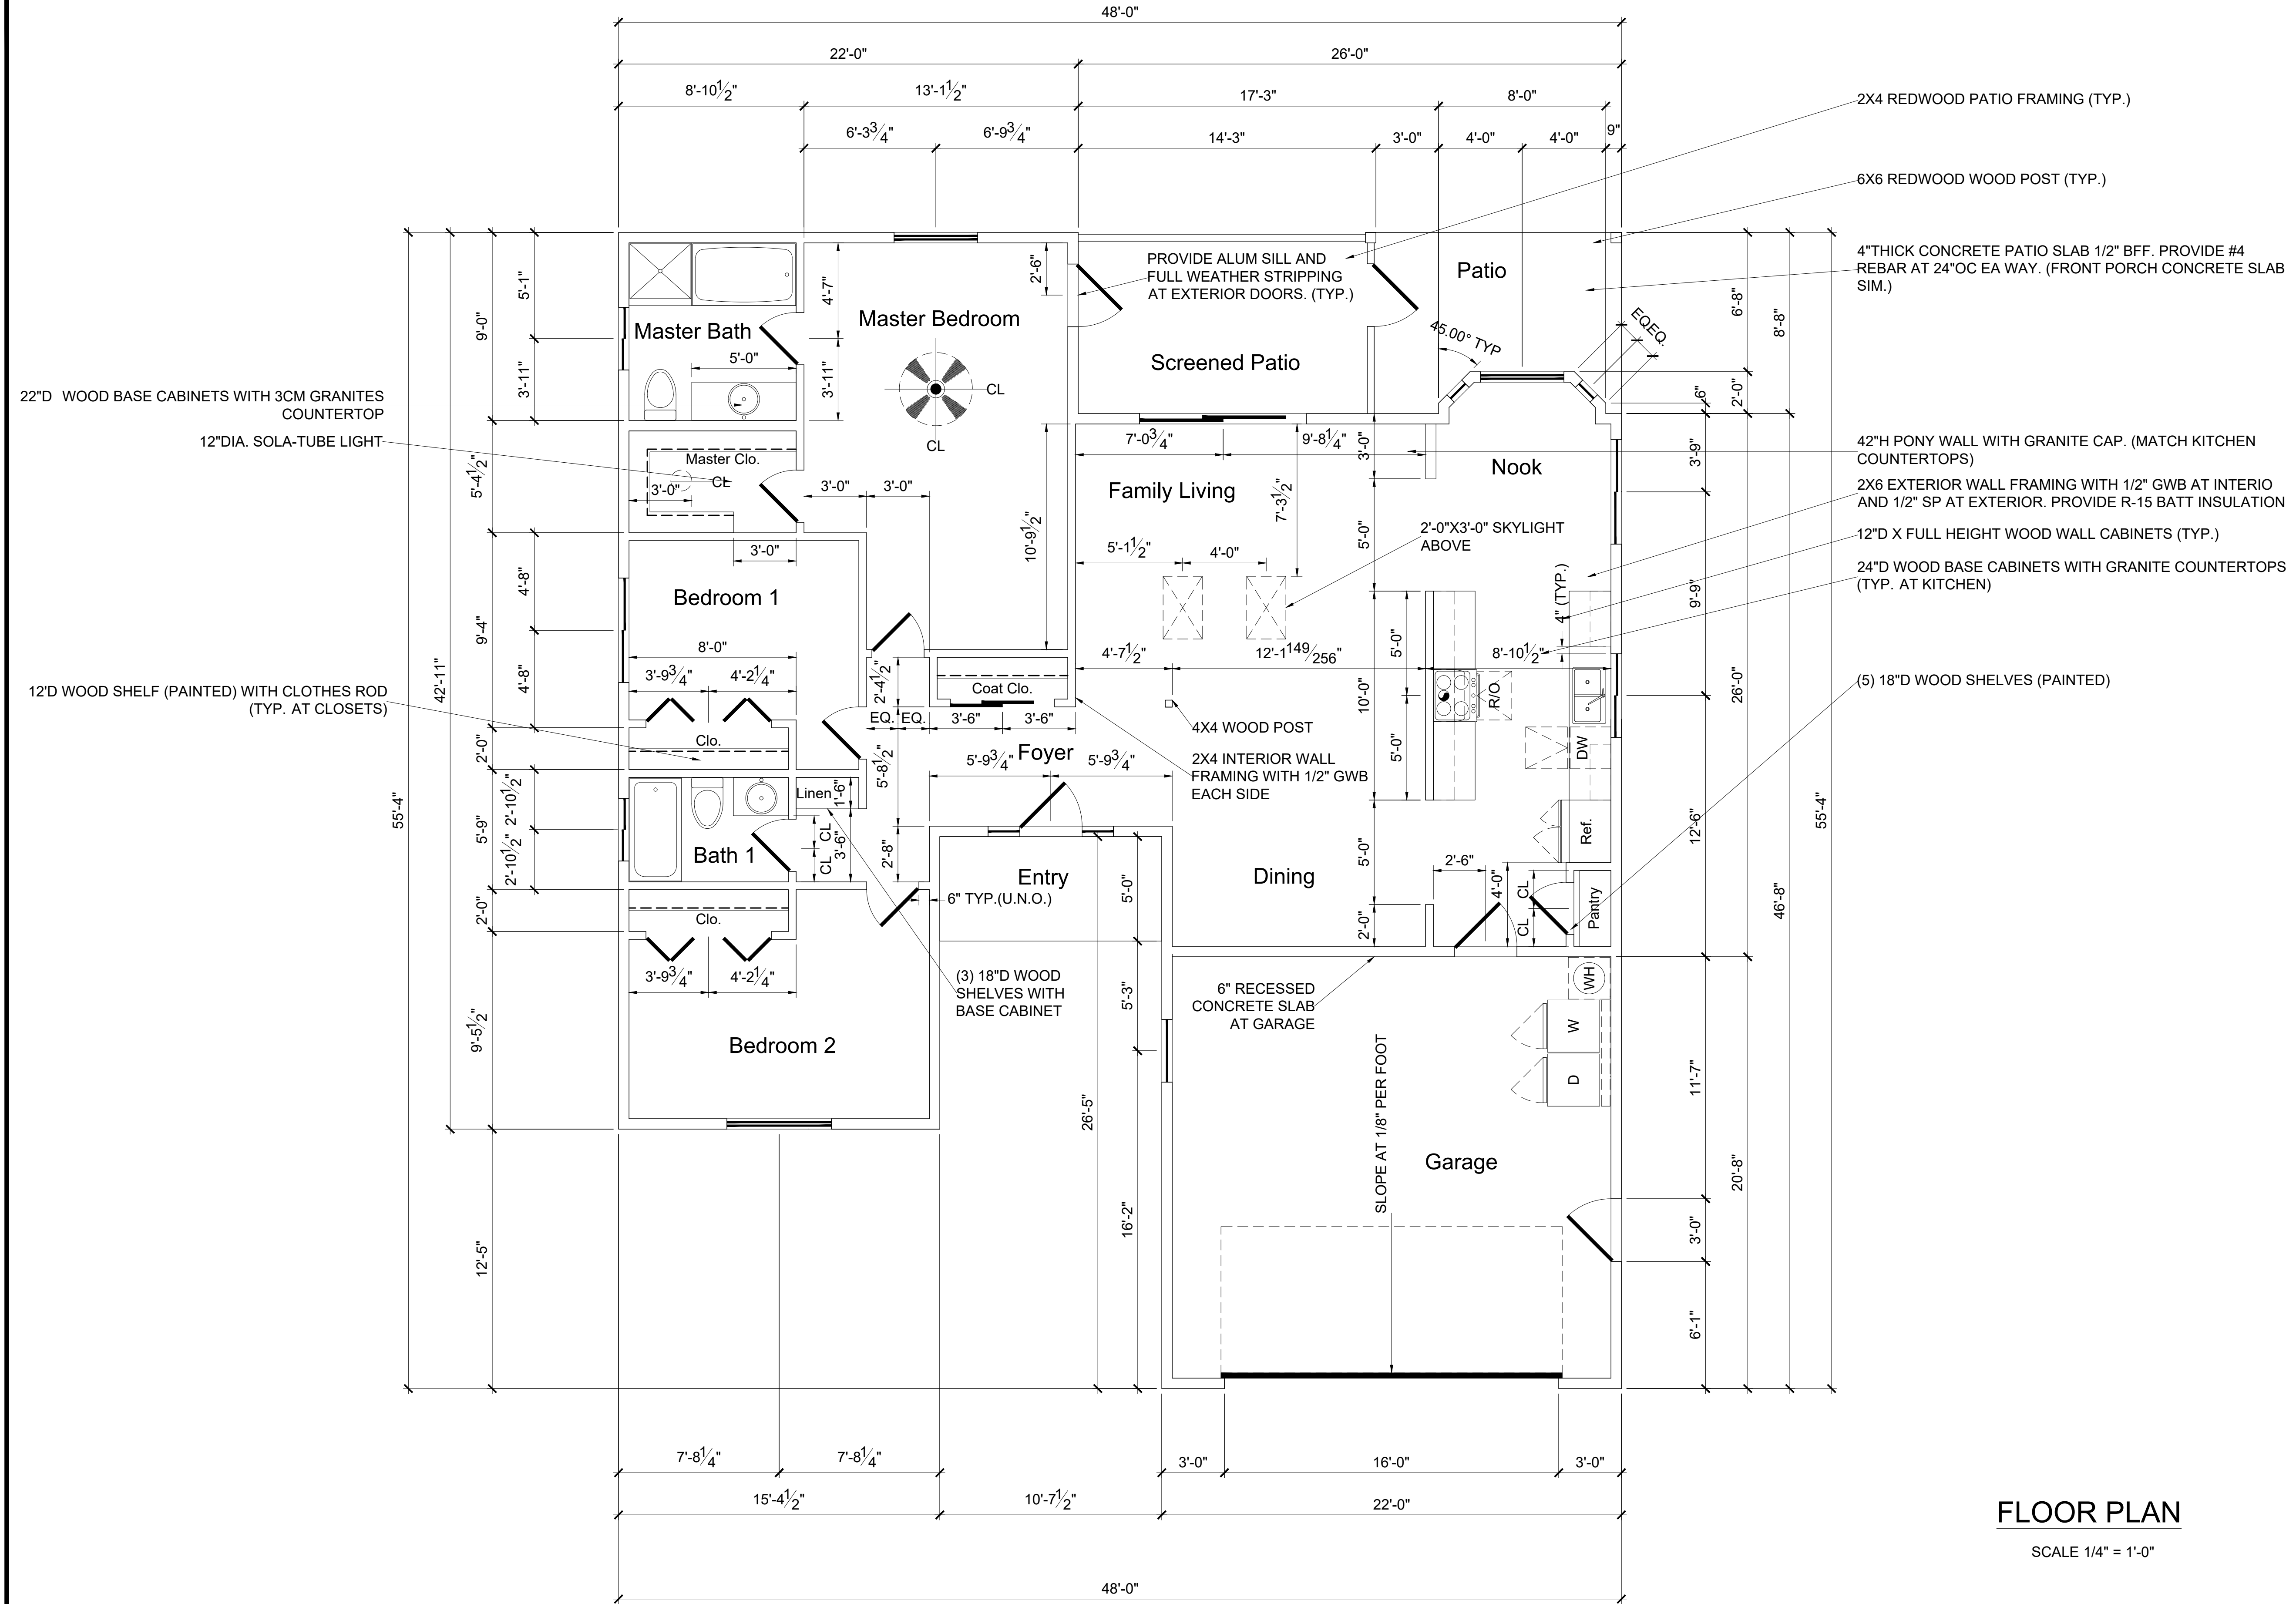 48'-0"
22'-0"
26'-0"
8'-10 1/2"
13'-1 1/2"
17'-3"
8'-0"
6'-3 3/4"
6'-9 3/4"
14'-3"
3'-0"
4'-0"
4'-0"
9"
2X4 REDWOOD PATIO FRAMING (TYP.)
6X6 REDWOOD WOOD POST (TYP.)
4"THICK CONCRETE PATIO SLAB 1/2" BFF. PROVIDE #4
REBAR AT 24"OC EA WAY. (FRONT PORCH CONCRETE SLAB
SIM.)
42"H PONY WALL WITH GRANITE CAP. (MATCH KITCHEN
COUNTERTOPS)
2X6 EXTERIOR WALL FRAMING WITH 1/2" GWB AT INTERIO
AND 1/2" SP AT EXTERIOR. PROVIDE R-15 BATT INSULATION
12"D X FULL HEIGHT WOOD WALL CABINETS (TYP.)
24"D WOOD BASE CABINETS WITH GRANITE COUNTERTOPS
(TYP. AT KITCHEN)
(5) 18"D WOOD SHELVES (PAINTED)
22"D WOOD BASE CABINETS WITH 3CM GRANITES
COUNTERTOP
12"DIA. SOLA-TUBE LIGHT
12'D WOOD SHELF (PAINTED) WITH CLOTHES ROD
(TYP. AT CLOSETS)
55'-4"
42'-11"
9'-0"
5'-4 1/2"
9'-4"
2'-0"
5'-9"
2'-0"
9'-5 1/2"
12'-5"
5'-1"
3'-11"
4'-8"
4'-8"
2'-10 1/2"
2'-10 1/2"
Master Bath
5'-0"
4'-7"
3'-11"
Master Bedroom
CL
CL
2'-6"
PROVIDE ALUM SILL AND
FULL WEATHER STRIPPING
AT EXTERIOR DOORS. (TYP.)
Screened Patio
Patio
45.00° TYP
EQ.
EQ.
6"
6'-8"
2'-0"
8'-8"
Master Clo.
CL
3'-0"
3'-0"
3'-0"
3'-0"
10'-9 1/2"
7'-0 3/4"
9'-8 1/4"
3'-0"
Family Living
Nook
7'-3 1/2"
2'-0"X3'-0" SKYLIGHT
ABOVE
5'-1 1/2"
4'-0"
5'-0"
3'-9"
9'-9"
12'-6"
26'-0"
Bedroom 1
8'-0"
3'-9 3/4"
4'-2 1/4"
Clo.
4" (TYP.)
4'-7 1/2"
12'-1 149/256"
8'-10 1/2"
5'-0"
5'-0"
10'-0"
R/O.
DW
Ref.
2'-4 1/2"
Coat Clo.
EQ.
EQ.
3'-6"
3'-6"
4X4 WOOD POST
Foyer
5'-9 3/4"
5'-9 3/4"
5'-8 1/2"
2X4 INTERIOR WALL
FRAMING WITH 1/2" GWB
EACH SIDE
Linen
1'-6"
3'-6"
CL
CL
2'-8"
Bath 1
Entry
6" TYP.(U.N.O.)
5'-0"
Dining
5'-0"
2'-0"
2'-6"
4'-0"
CL
CL
Pantry
Clo.
3'-9 3/4"
4'-2 1/4"
Bedroom 2
(3) 18"D WOOD
SHELVES WITH
BASE CABINET
5'-3"
16'-2"
26'-5"
6" RECESSED
CONCRETE SLAB
AT GARAGE
SLOPE AT 1/8" PER FOOT
WH
W
D
Garage
11'-7"
3'-0"
6'-1"
20'-8"
46'-8"
55'-4"
7'-8 1/4"
7'-8 1/4"
3'-0"
16'-0"
3'-0"
15'-4 1/2"
10'-7 1/2"
22'-0"
48'-0"
FLOOR PLAN
SCALE 1/4" = 1'-0"